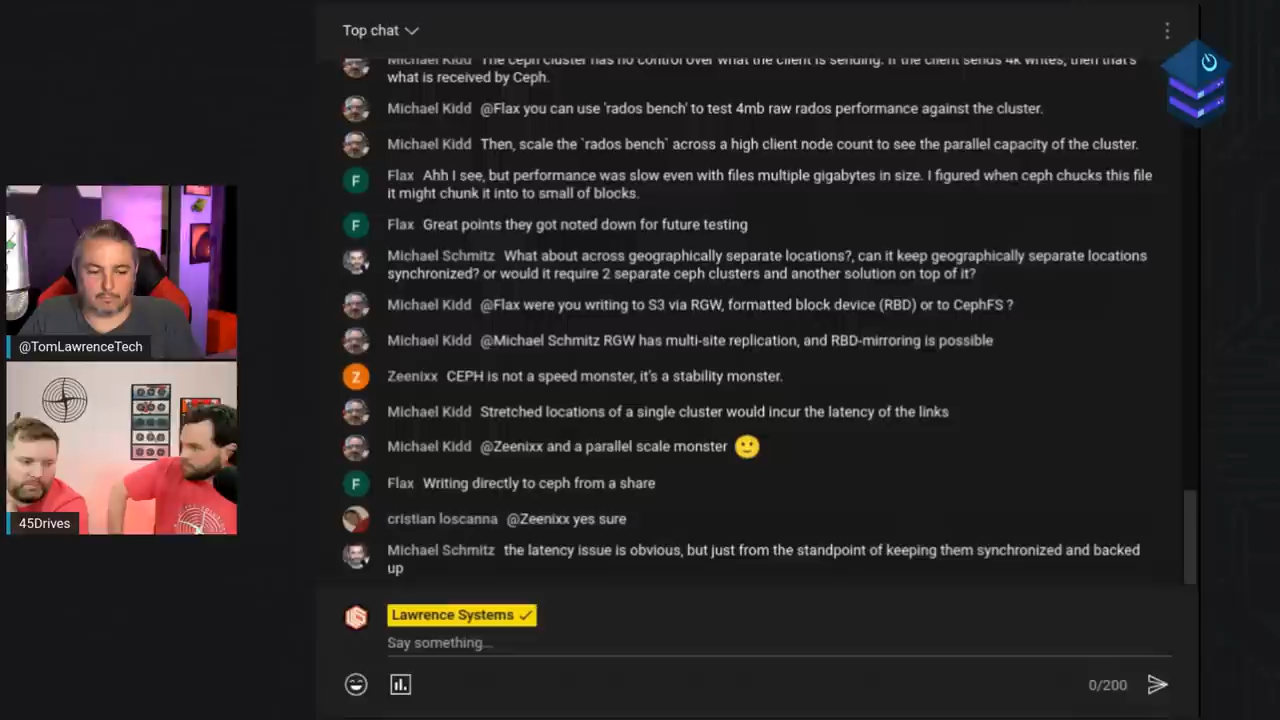 Top chat
Michael Kidd The ceph cluster has no control over what the client is sending. If the client sends 4k writes, then that's
what is received by Ceph.
Michael Kidd @Flax you can use 'rados bench' to test 4mb raw rados performance against the cluster.
Michael Kidd Then, scale the `rados bench` across a high client node count to see the parallel capacity of the cluster.
F Flax Ahh I see, but performance was slow even with files multiple gigabytes in size. I figured when ceph chucks this file
it might chunk it into to small of blocks.
F Flax Great points they got noted down for future testing
Michael Schmitz What about across geographically separate locations?, can it keep geographically separate locations
synchronized? or would it require 2 separate ceph clusters and another solution on top of it?
Michael Kidd @Flax were you writing to S3 via RGW, formatted block device (RBD) or to CephFS ?
@TomLawrenceTech
Michael Kidd @Michael Schmitz RGW has multi-site replication, and RBD-mirroring is possible
Z Zeenixx CEPH is not a speed monster, it's a stability monster.
Michael Kidd Stretched locations of a single cluster would incur the latency of the links
Michael Kidd @Zeenixx and a parallel scale monster 🙂
F Flax Writing directly to ceph from a share
45Drives
cristian loscanna @Zeenixx yes sure
Michael Schmitz the latency issue is obvious, but just from the standpoint of keeping them synchronized and backed
up
Lawrence Systems ✓
Say something...
0/200